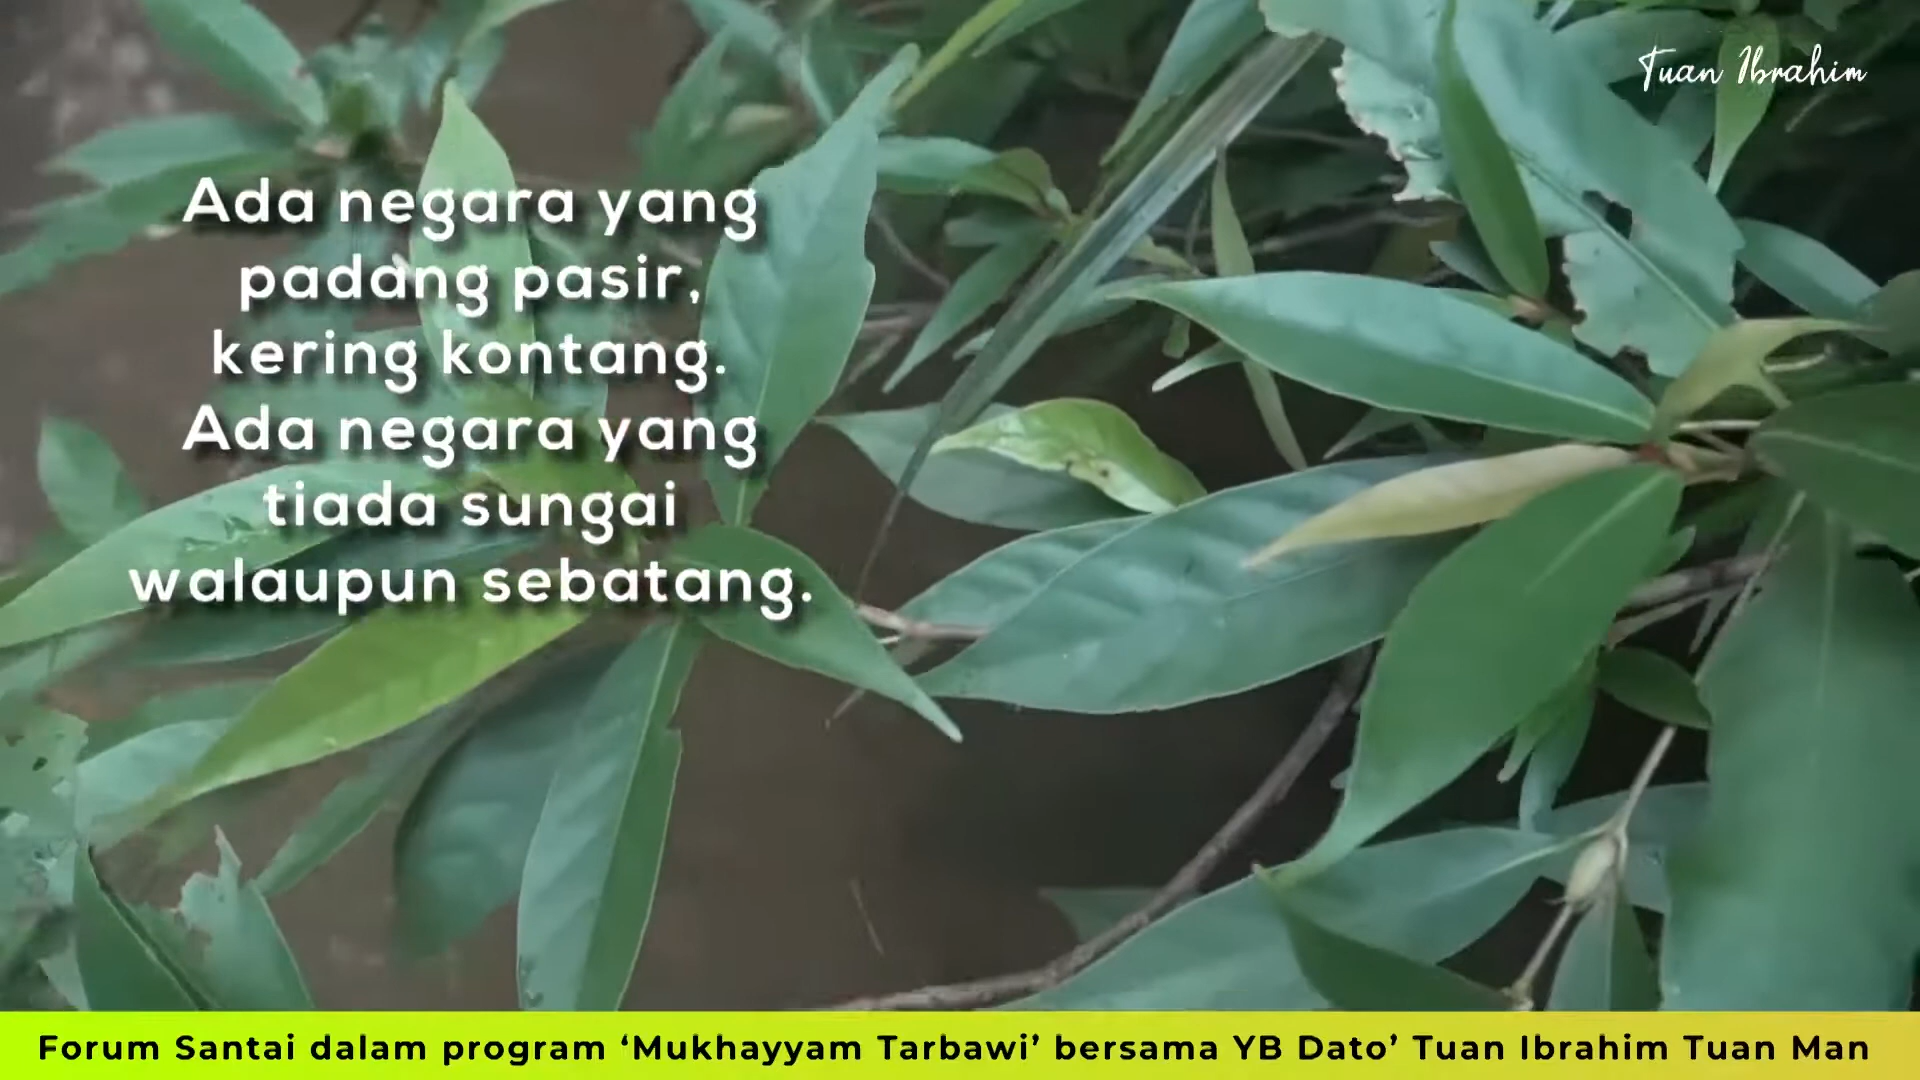 Tuan Ibrahim
Ada negara yang
padang pasir,
kering kontang.
Ada negara yang
tiada sungai
walaupun sebatang.
Forum Santai dalam program ‘Mukhayyam Tarbawi’ bersama YB Dato’ Tuan Ibrahim Tuan Man